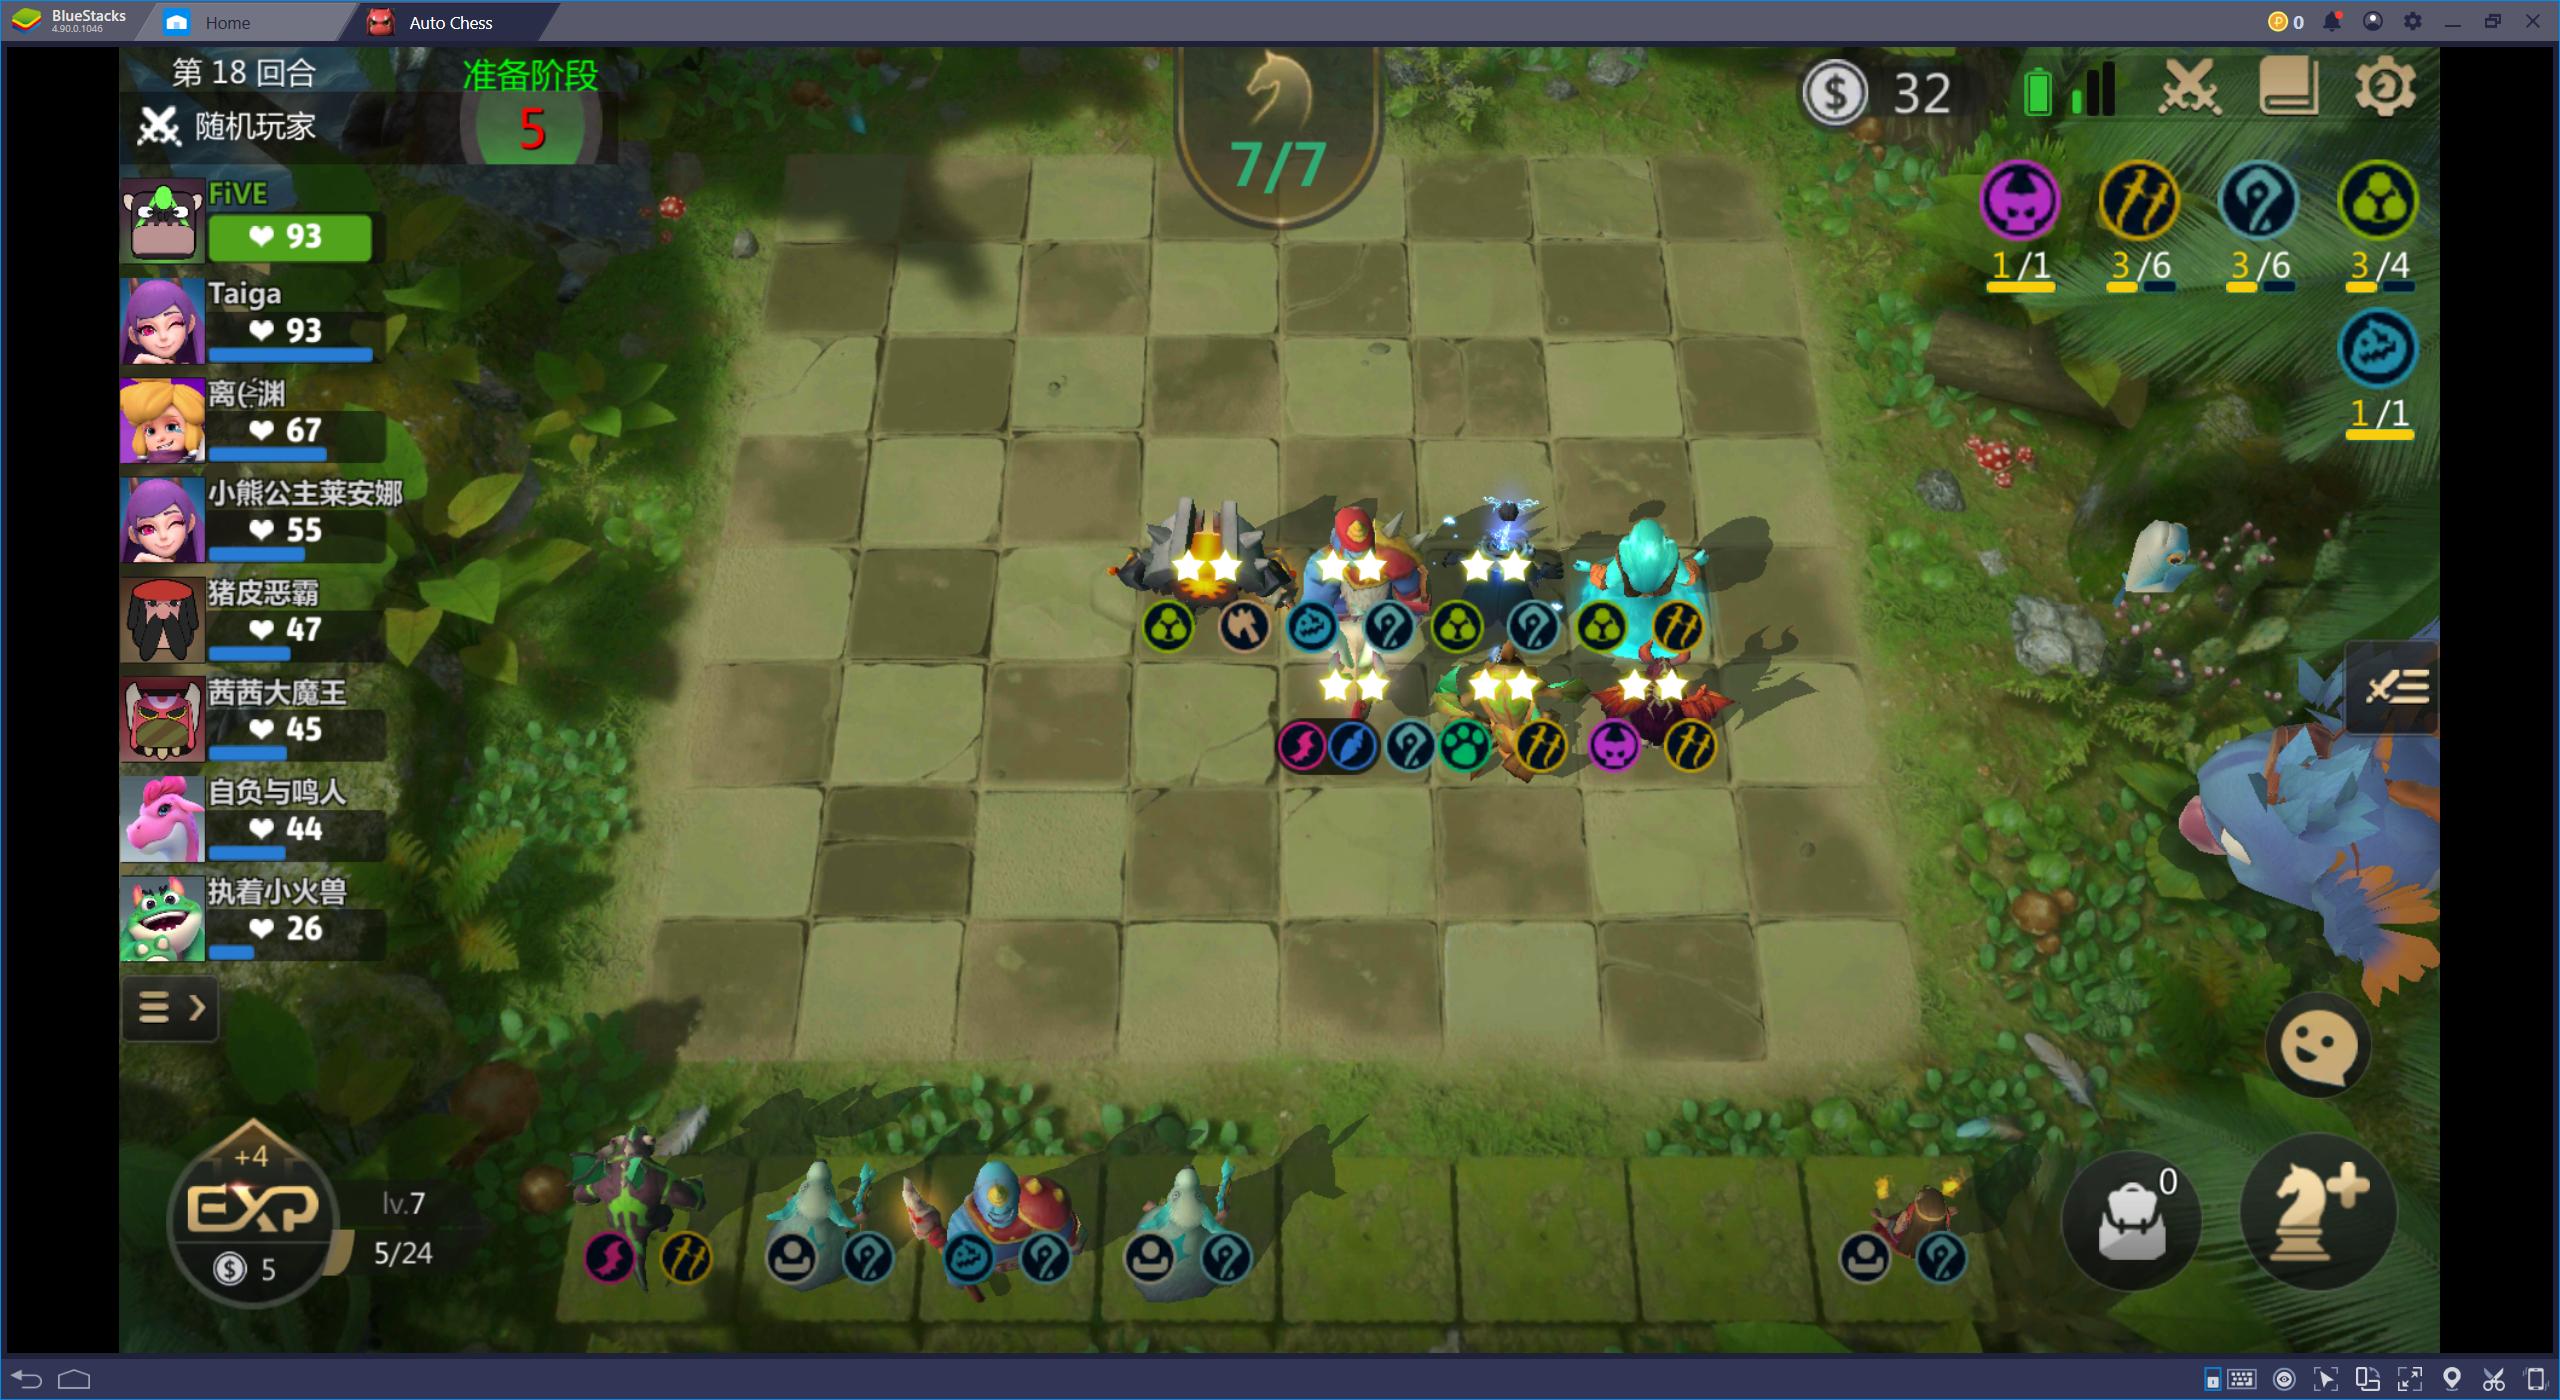 BlueStacks
4.90.0.1046
Home
Auto Chess
0
第 18 回合
准备阶段
随机玩家
5
7/7
32
FiVE
93
Taiga
93
67
小熊公主莱安娜
55
猪皮恶霸
47
茜茜大魔王
45
自负与鸣人
44
执着小火兽
26
1/1
3/6
3/6
3/4
1/1
+4
EXP
5
lv.7
5/24
0